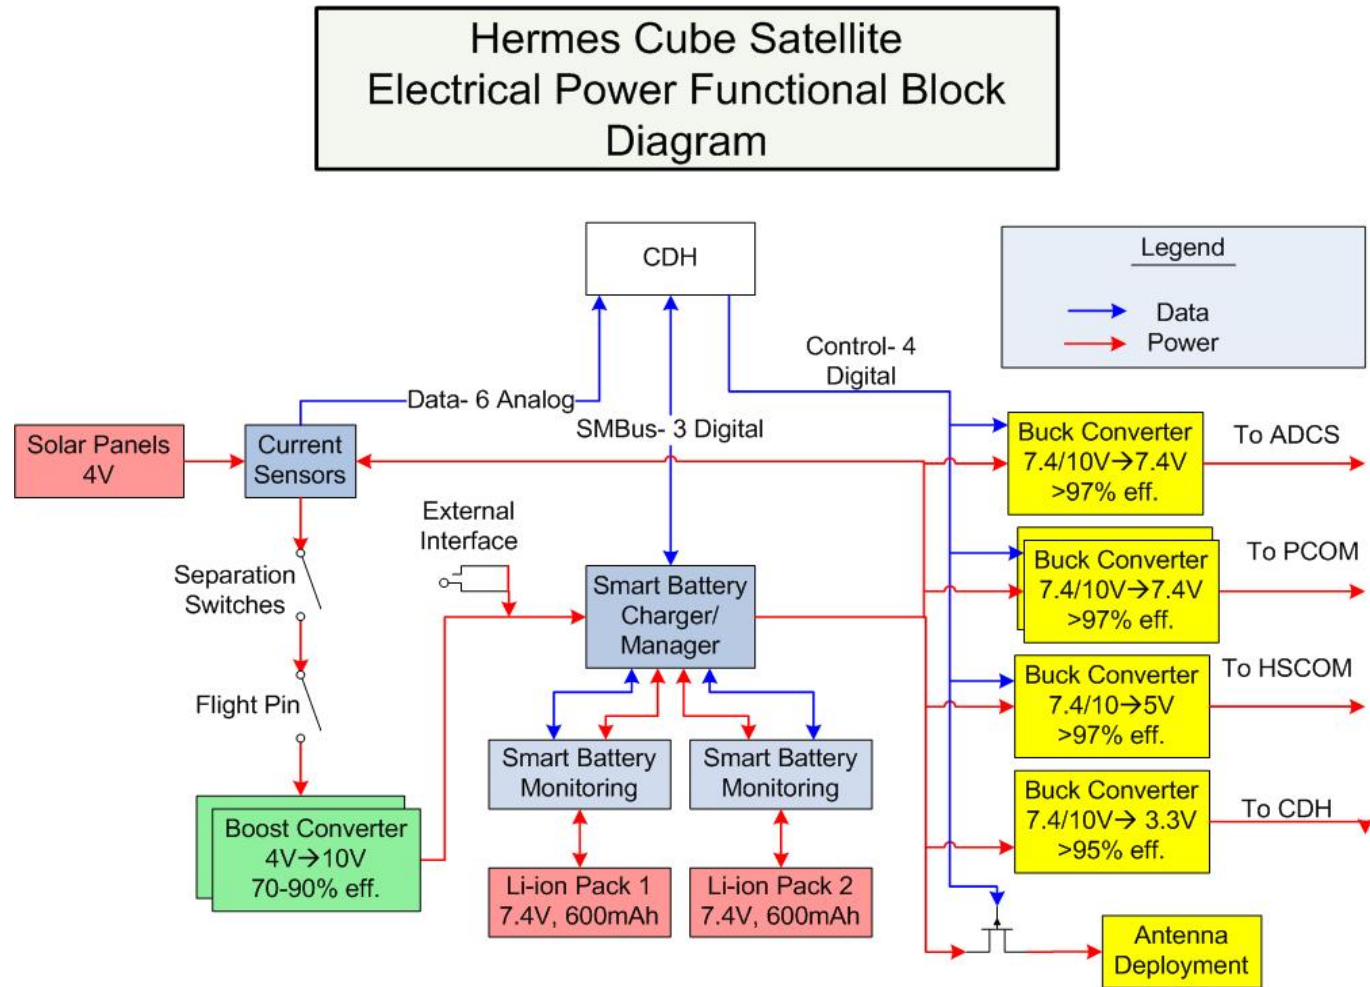 Hermes Cube Satellite
Electrical Power Functional Block
Diagram
CDH
Legend
Data
Power
Control- 4
Digital
Data- 6 Analog
SMBus- 3 Digital
Solar Panels
4V
Current
Sensors
Buck Converter
7.4/10V→7.4V
>97% eff.
To ADCS
External
Interface
Separation
Switches
Smart Battery
Charger/
Manager
Buck Converter
7.4/10V→7.4V
>97% eff.
To PCOM
Flight Pin
Buck Converter
7.4/10→5V
>97% eff.
To HSCOM
Smart Battery
Monitoring
Smart Battery
Monitoring
Boost Converter
4V→10V
70-90% eff.
Buck Converter
7.4/10V→ 3.3V
>95% eff.
To CDH
Li-ion Pack 1
7.4V, 600mAh
Li-ion Pack 2
7.4V, 600mAh
Antenna
Deployment